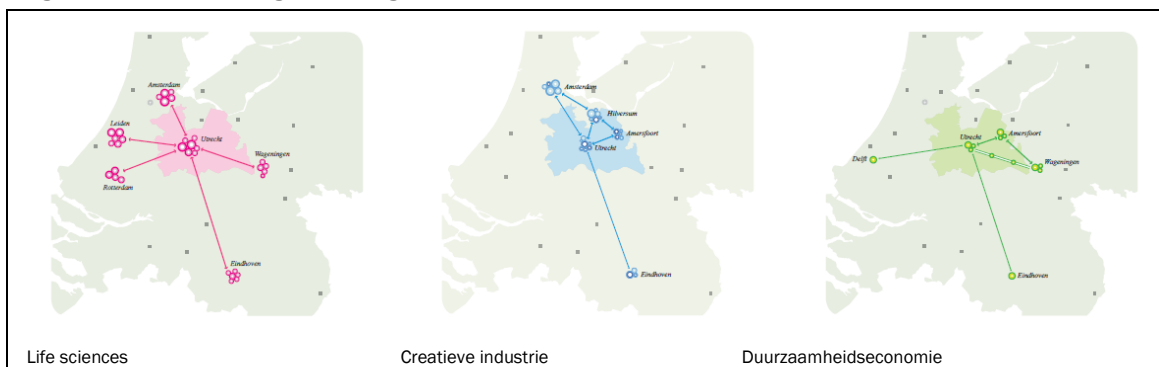 Amsterdam
Leiden
Utrecht
Wageningen
Rotterdam
Eindhoven
Amsterdam
Hilversum
Amersfoort
Utrecht
Eindhoven
Utrecht
Amersfoort
Delft
Wageningen
Eindhoven
Life sciences
Creatieve industrie
Duurzaamheidseconomie